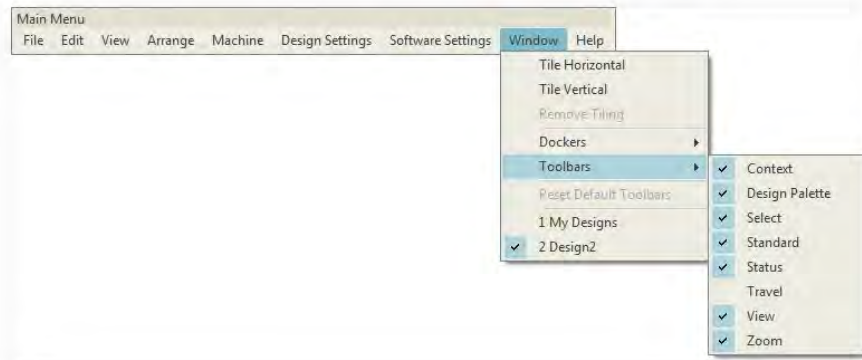 Main Menu
File Edit View Arrange Machine Design Settings Software Settings Window Help
Tile Horizontal
Tile Vertical
Remove Tiling
Dockers
Toolbars
Reset Default Toolbars
1 My Designs
2 Design2
Context
Design Palette
Select
Standard
Status
Travel
View
Zoom